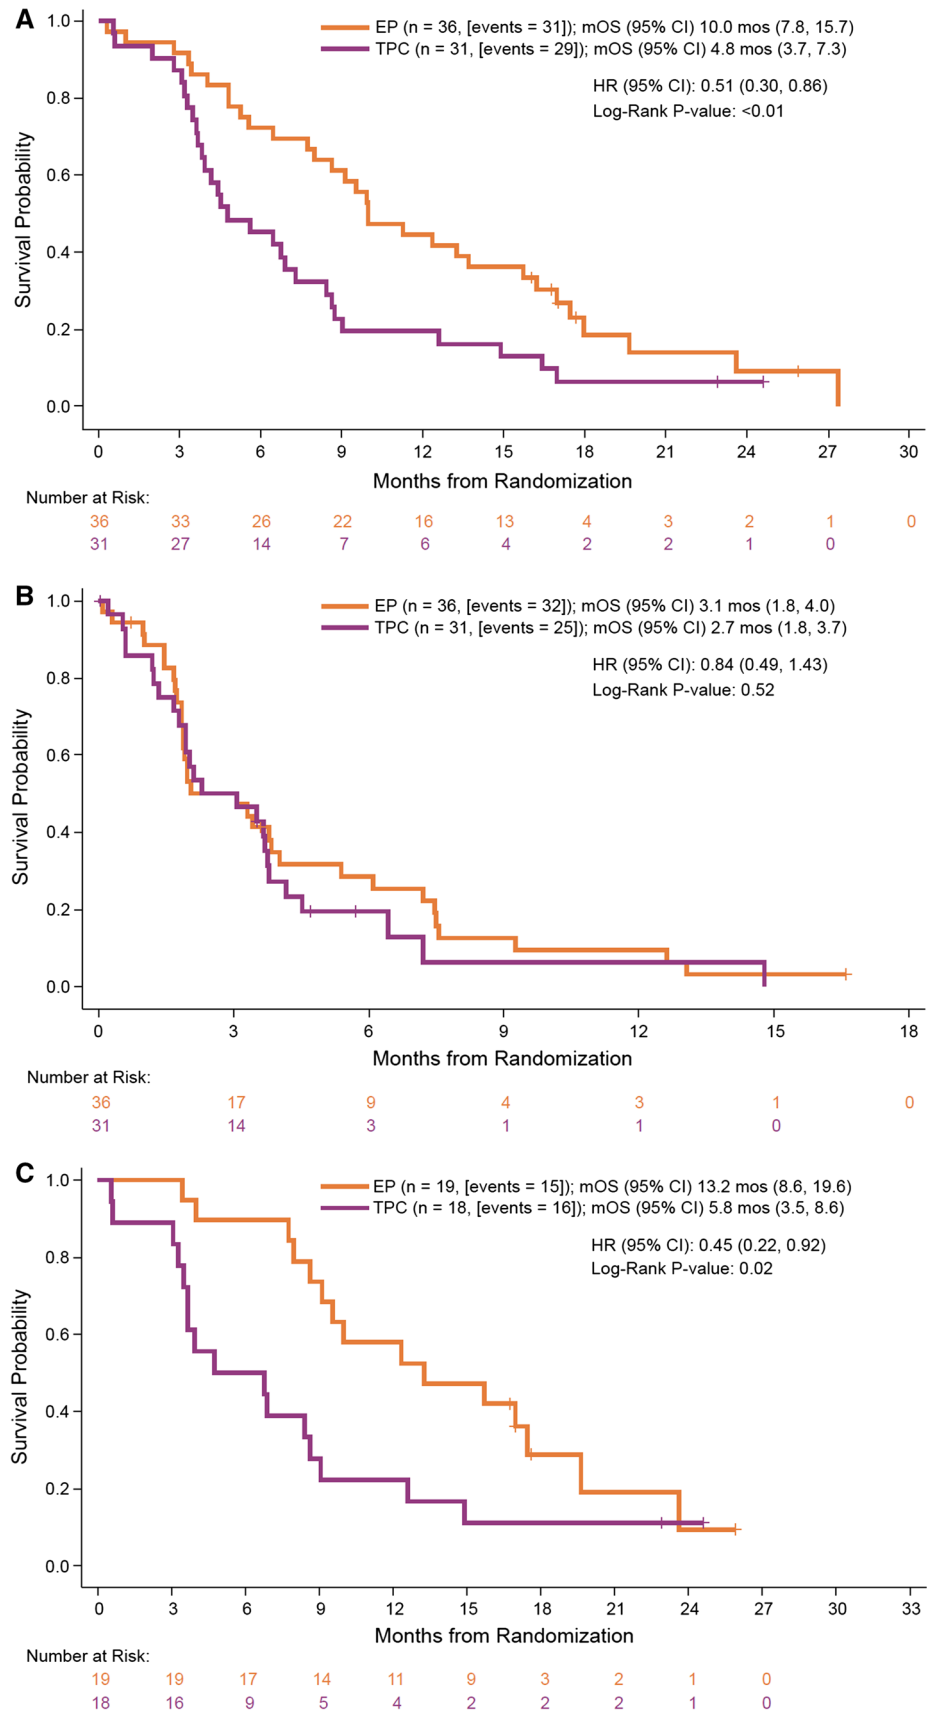 A
EP (n = 36, [events = 31]); mOS (95% CI) 10.0 mos (7.8, 15.7)
TPC (n = 31, [events = 29]); mOS (95% CI) 4.8 mos (3.7, 7.3)
HR (95% CI): 0.51 (0.30, 0.86)
Log-Rank P-value: <0.01
Survival Probability
1.0
0.8
0.6
0.4
0.2
0.0
0 3 6 9 12 15 18 21 24 27 30
Months from Randomization
Number at Risk:
36 33 26 22 16 13 4 3 2 1 0
31 27 14 7 6 4 2 2 1 0
B
EP (n = 36, [events = 32]); mOS (95% CI) 3.1 mos (1.8, 4.0)
TPC (n = 31, [events = 25]); mOS (95% CI) 2.7 mos (1.8, 3.7)
HR (95% CI): 0.84 (0.49, 1.43)
Log-Rank P-value: 0.52
Survival Probability
1.0
0.8
0.6
0.4
0.2
0.0
0 3 6 9 12 15 18
Months from Randomization
Number at Risk:
36 17 9 4 3 1 0
31 14 3 1 1 0
C
EP (n = 19, [events = 15]); mOS (95% CI) 13.2 mos (8.6, 19.6)
TPC (n = 18, [events = 16]); mOS (95% CI) 5.8 mos (3.5, 8.6)
HR (95% CI): 0.45 (0.22, 0.92)
Log-Rank P-value: 0.02
Survival Probability
1.0
0.8
0.6
0.4
0.2
0.0
0 3 6 9 12 15 18 21 24 27 30 33
Months from Randomization
Number at Risk:
19 19 17 14 11 9 3 2 1 0
18 16 9 5 4 2 2 2 1 0